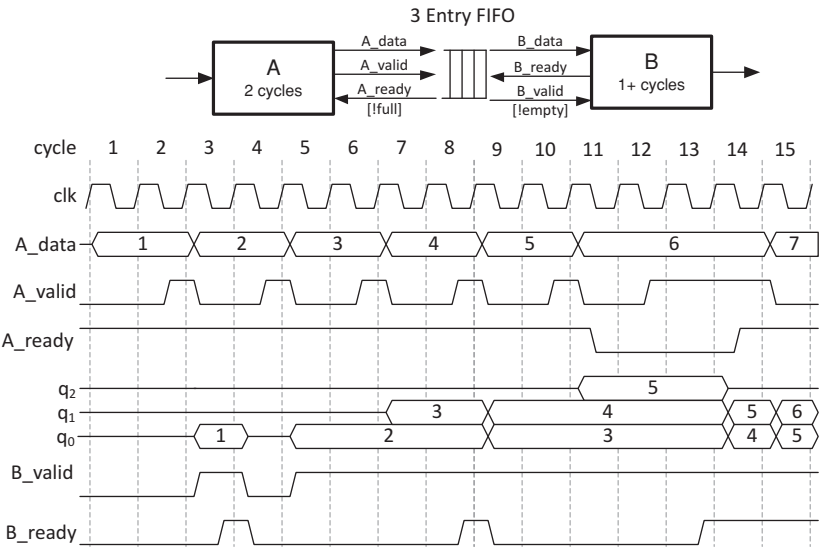 3 Entry FIFO
A_data
B_data
A
2 cycles
A_valid
B_ready
B
1+ cycles
A_ready
B_valid
[!full]
[!empty]
cycle 1 2 3 4 5 6 7 8 9 10 11 12 13 14 15
clk
A_data 1 2 3 4 5 6 7
A_valid
A_ready
q2 5
q1 3 4 5 6
q0 1 2 3 4 5
B_valid
B_ready